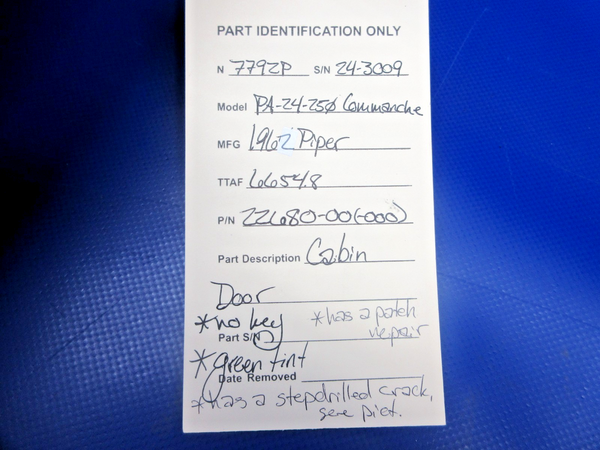 PART IDENTIFICATION ONLY
N 7792P S/N 24-3009
Model PA-24-250 Commanche
MFG 1962 Piper
TTAF 6654.8
P/N 22680-00(-000)
Part Description Cabin
Door
*no key *has a patch
Part S/N repair
*green tint
Date Removed
*has a stepdrilled crack,
see pict.